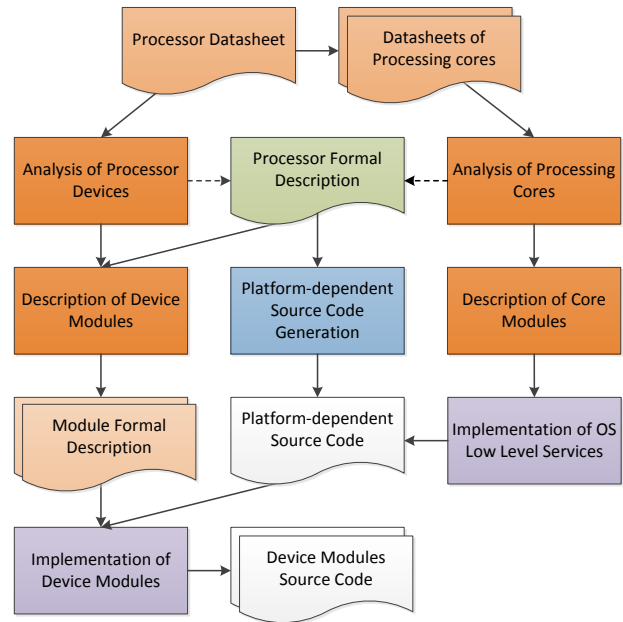 Processor Datasheet
Datasheets of
Processing cores
Analysis of Processor
Devices
Processor Formal
Description
Analysis of Processing
Cores
Description of Device
Modules
Platform-dependent
Source Code
Generation
Description of Core
Modules
Module Formal
Description
Platform-dependent
Source Code
Implementation of OS
Low Level Services
Implementation of
Device Modules
Device Modules
Source Code